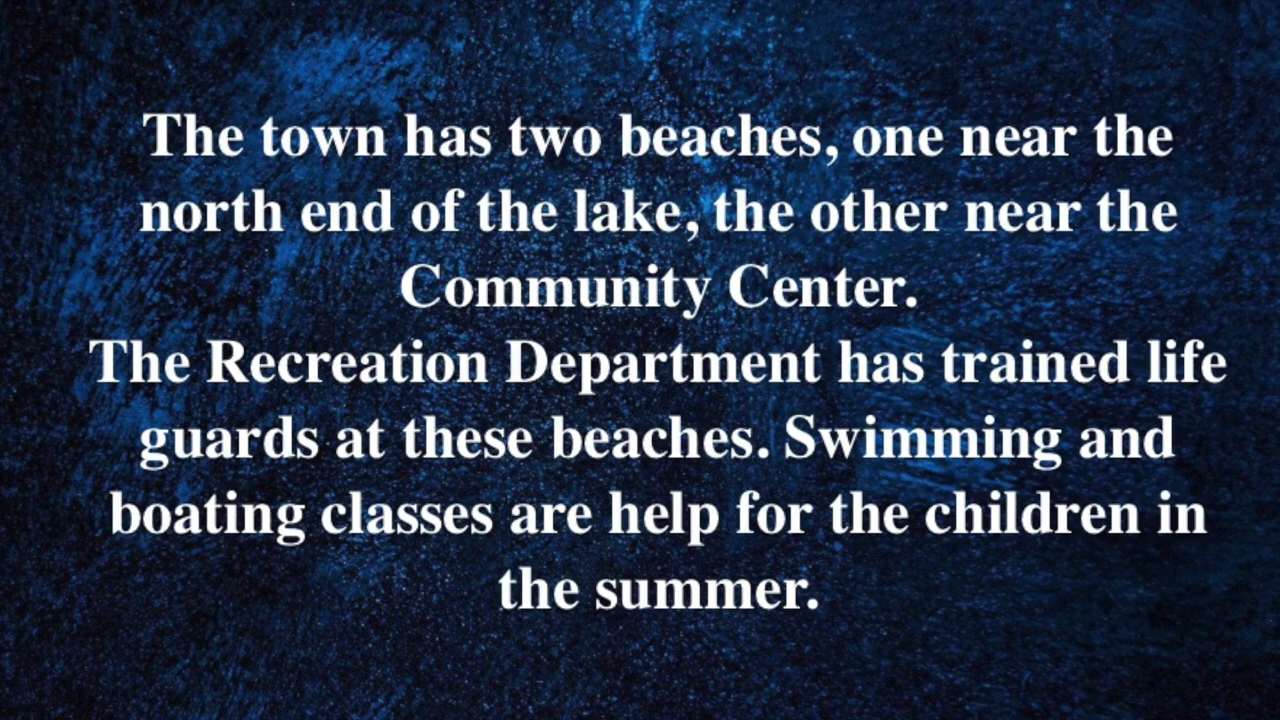 The town has two beaches, one near the
north end of the lake, the other near the
Community Center.
The Recreation Department has trained life
guards at these beaches. Swimming and
boating classes are help for the children in
the summer.